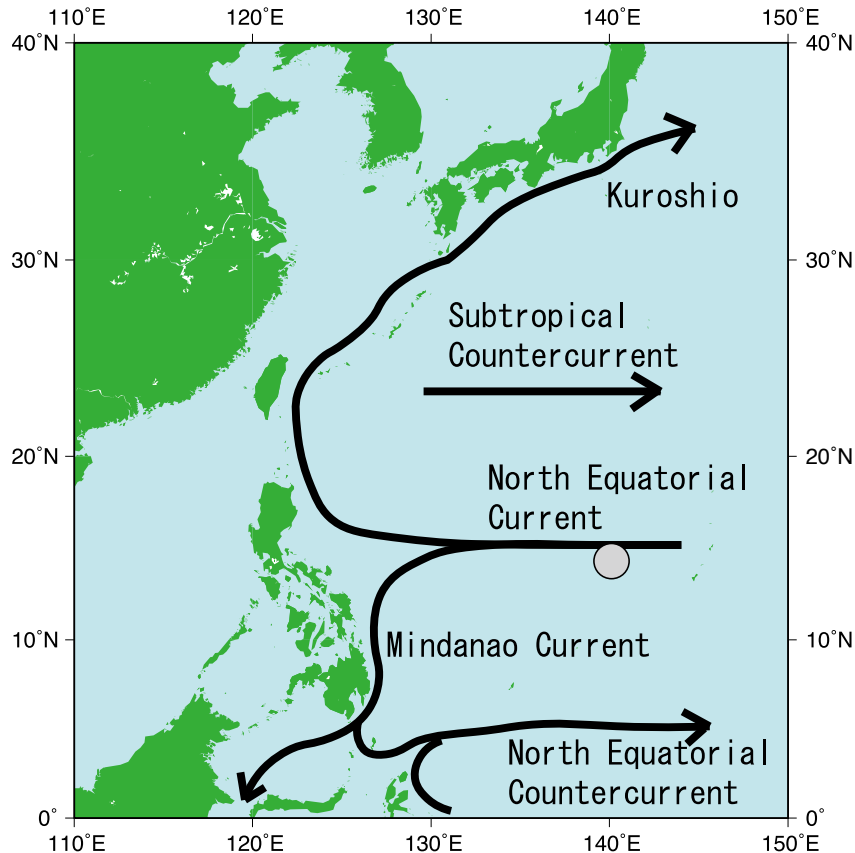 110°E 120°E 130°E 140°E 150°E
40°N 40°N
Kuroshio
30°N 30°N
Subtropical
Countercurrent
20°N 20°N
North Equatorial
Current
10°N 10°N
Mindanao Current
North Equatorial
Countercurrent
0° 0°
110°E 120°E 130°E 140°E 150°E